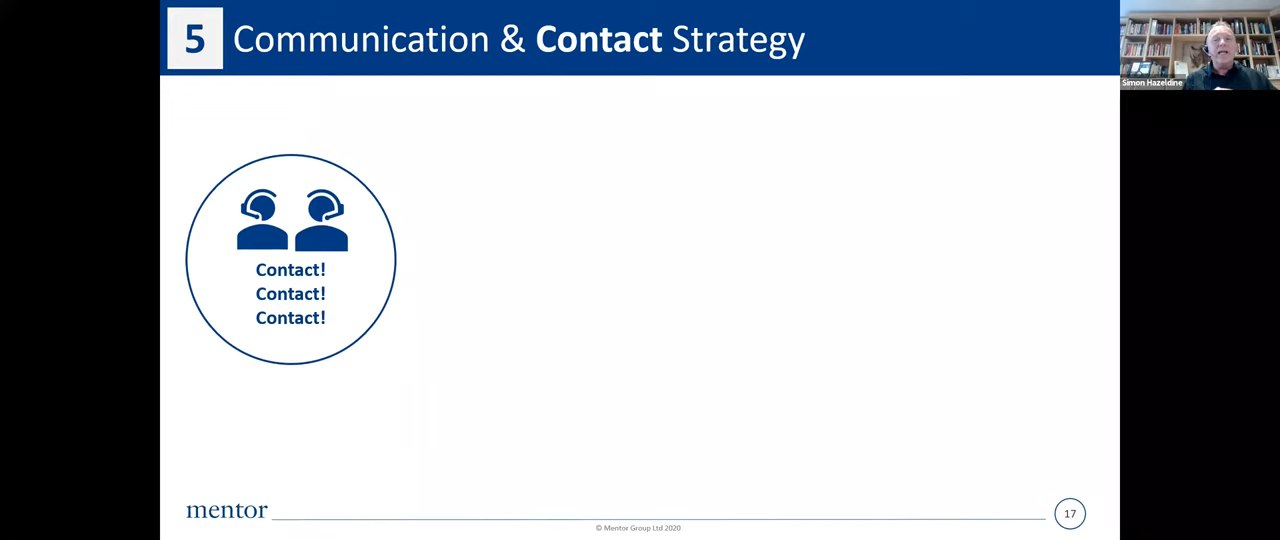 5 Communication & Contact Strategy
Simon Hazeldine
Contact!
Contact!
Contact!
mentor
17
© Mentor Group Ltd 2020